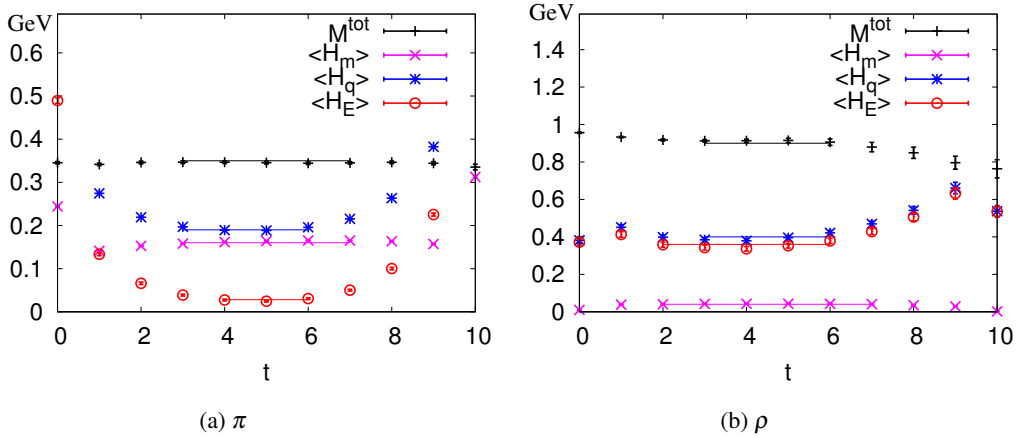 GeV
0.6
0.5
0.4
0.3
0.2
0.1
0
0 2 4 6 8 10
t
M^tot
<H_m>
<H_q>
<H_E>
(a) π
GeV
1.4
1.2
1
0.8
0.6
0.4
0.2
0
0 2 4 6 8 10
t
M^tot
<H_m>
<H_q>
<H_E>
(b) ρ